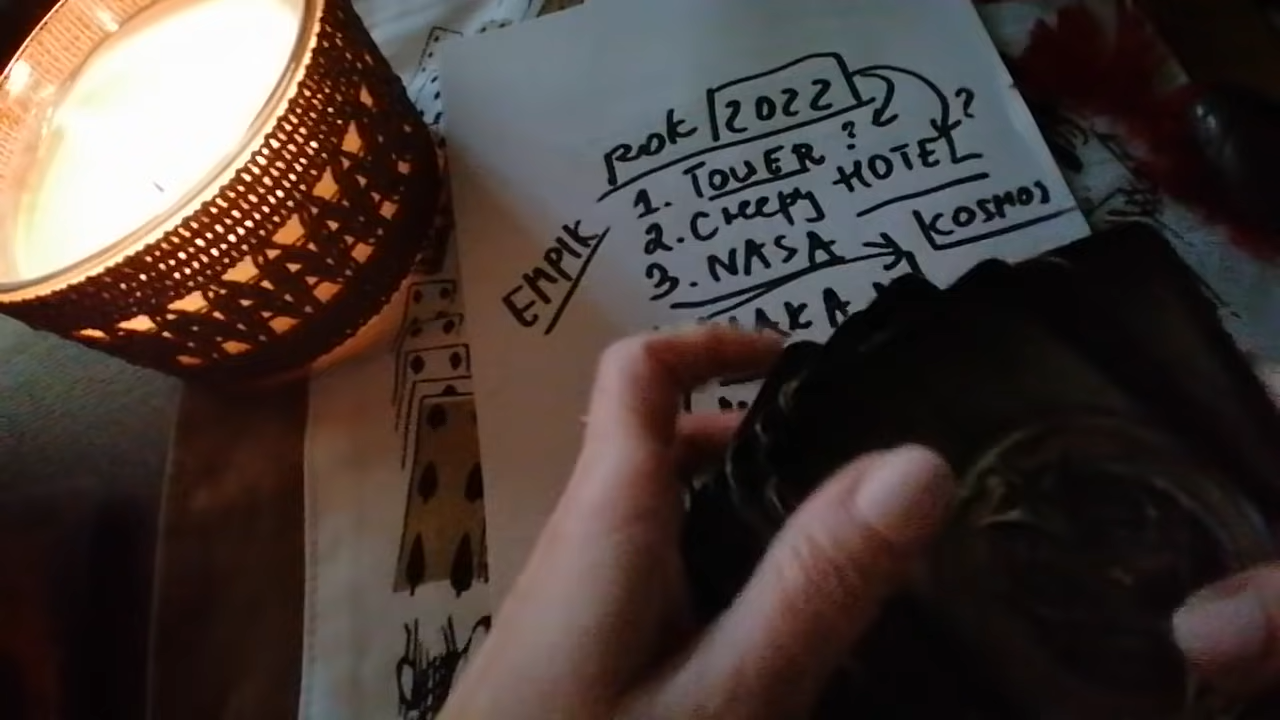 ROK 2022
1. TOWER ? ?
2. Creepy HOTEL
3. NASA → KOSMOS
EMPIK